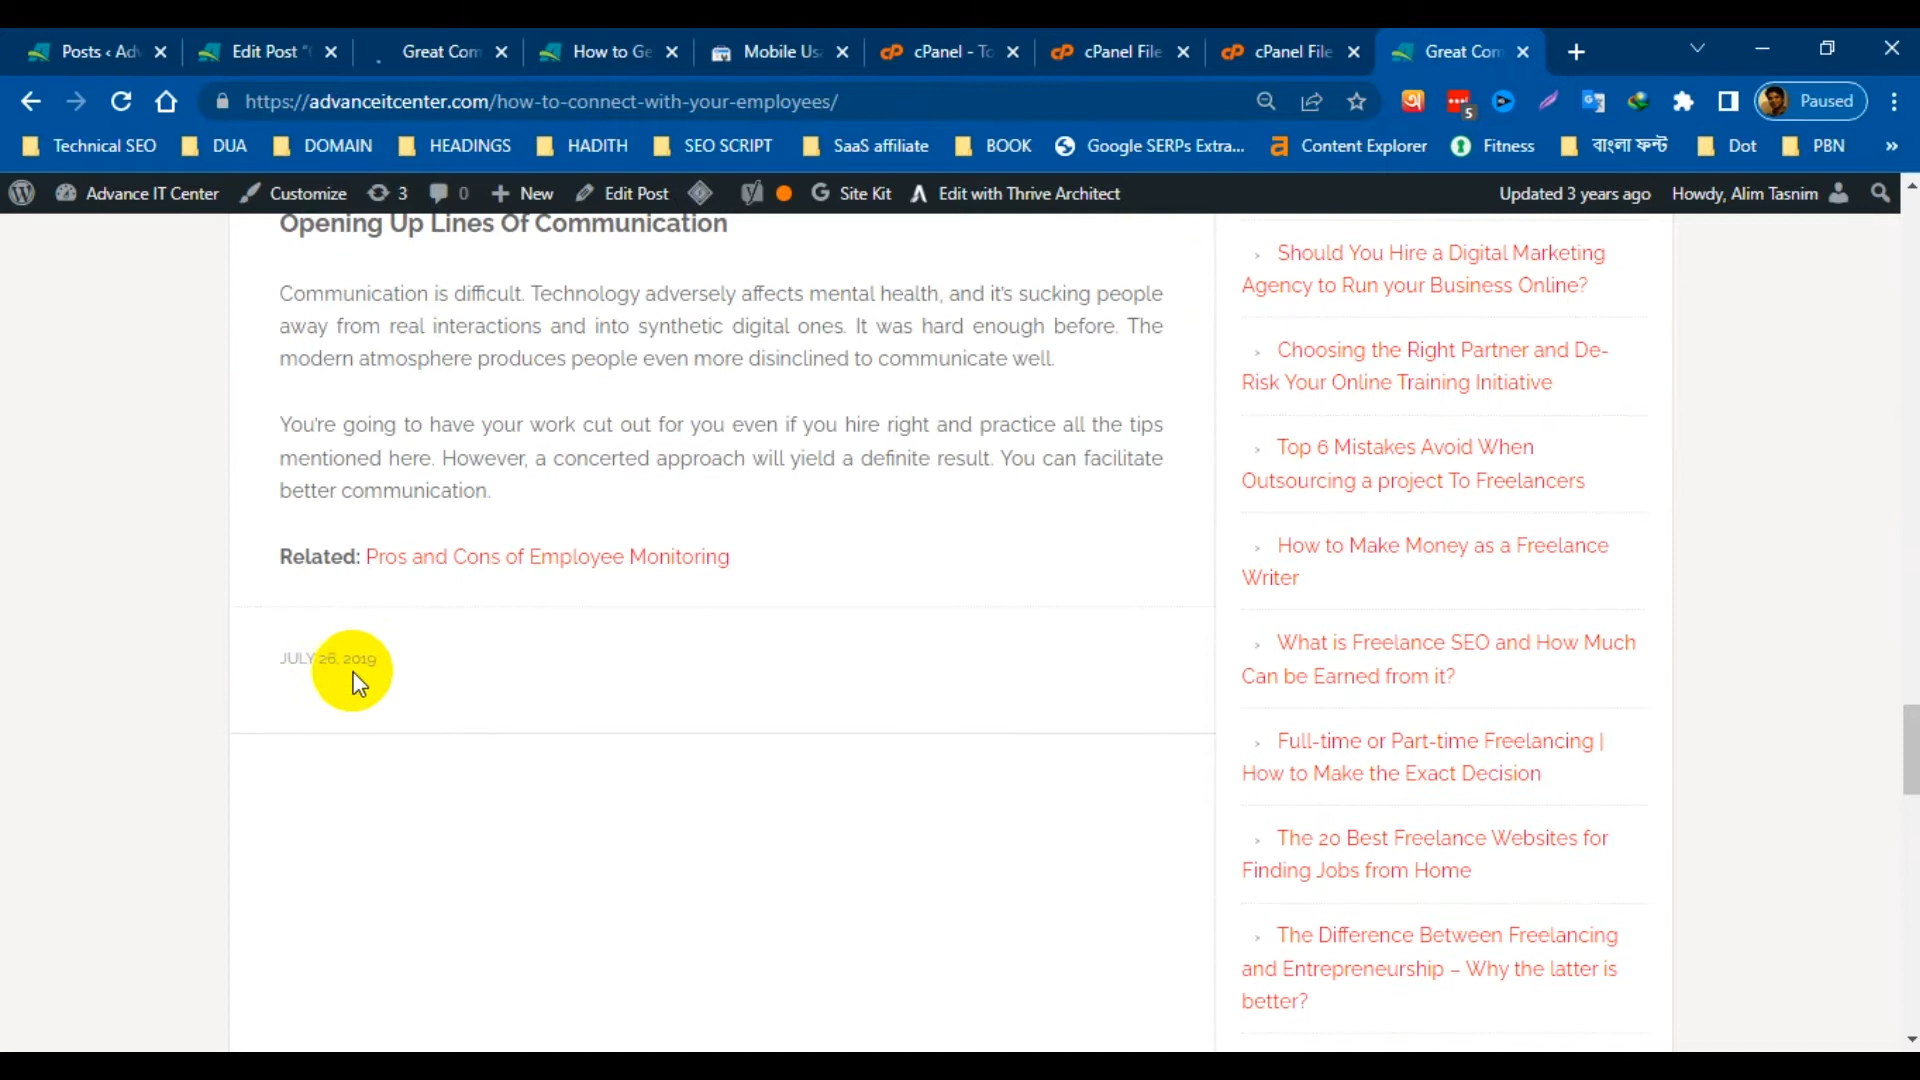 Posts ‹ Ad
Edit Post "
Great Com
How to Ge
Mobile Us
cPanel - To
cPanel File
cPanel File
Great Com
https://advanceitcenter.com/how-to-connect-with-your-employees/
5
Paused
Technical SEO
DUA
DOMAIN
HEADINGS
HADITH
SEO SCRIPT
SaaS affiliate
BOOK
Google SERPs Extra...
Content Explorer
Fitness
বাংলা ফন্ট
Dot
PBN
»
Advance IT Center
Customize
3
0
New
Edit Post
Site Kit
Edit with Thrive Architect
Updated 3 years ago
Howdy, Alim Tasnim
Opening Up Lines Of Communication
Communication is difficult. Technology adversely affects mental health, and it's sucking people
away from real interactions and into synthetic digital ones. It was hard enough before. The
modern atmosphere produces people even more disinclined to communicate well.
You're going to have your work cut out for you even if you hire right and practice all the tips
mentioned here. However, a concerted approach will yield a definite result. You can facilitate
better communication.
Related: Pros and Cons of Employee Monitoring
JULY 26, 2019
› Should You Hire a Digital Marketing
Agency to Run your Business Online?
› Choosing the Right Partner and De-
Risk Your Online Training Initiative
› Top 6 Mistakes Avoid When
Outsourcing a project To Freelancers
› How to Make Money as a Freelance
Writer
› What is Freelance SEO and How Much
Can be Earned from it?
› Full-time or Part-time Freelancing |
How to Make the Exact Decision
› The 20 Best Freelance Websites for
Finding Jobs from Home
› The Difference Between Freelancing
and Entrepreneurship – Why the latter is
better?